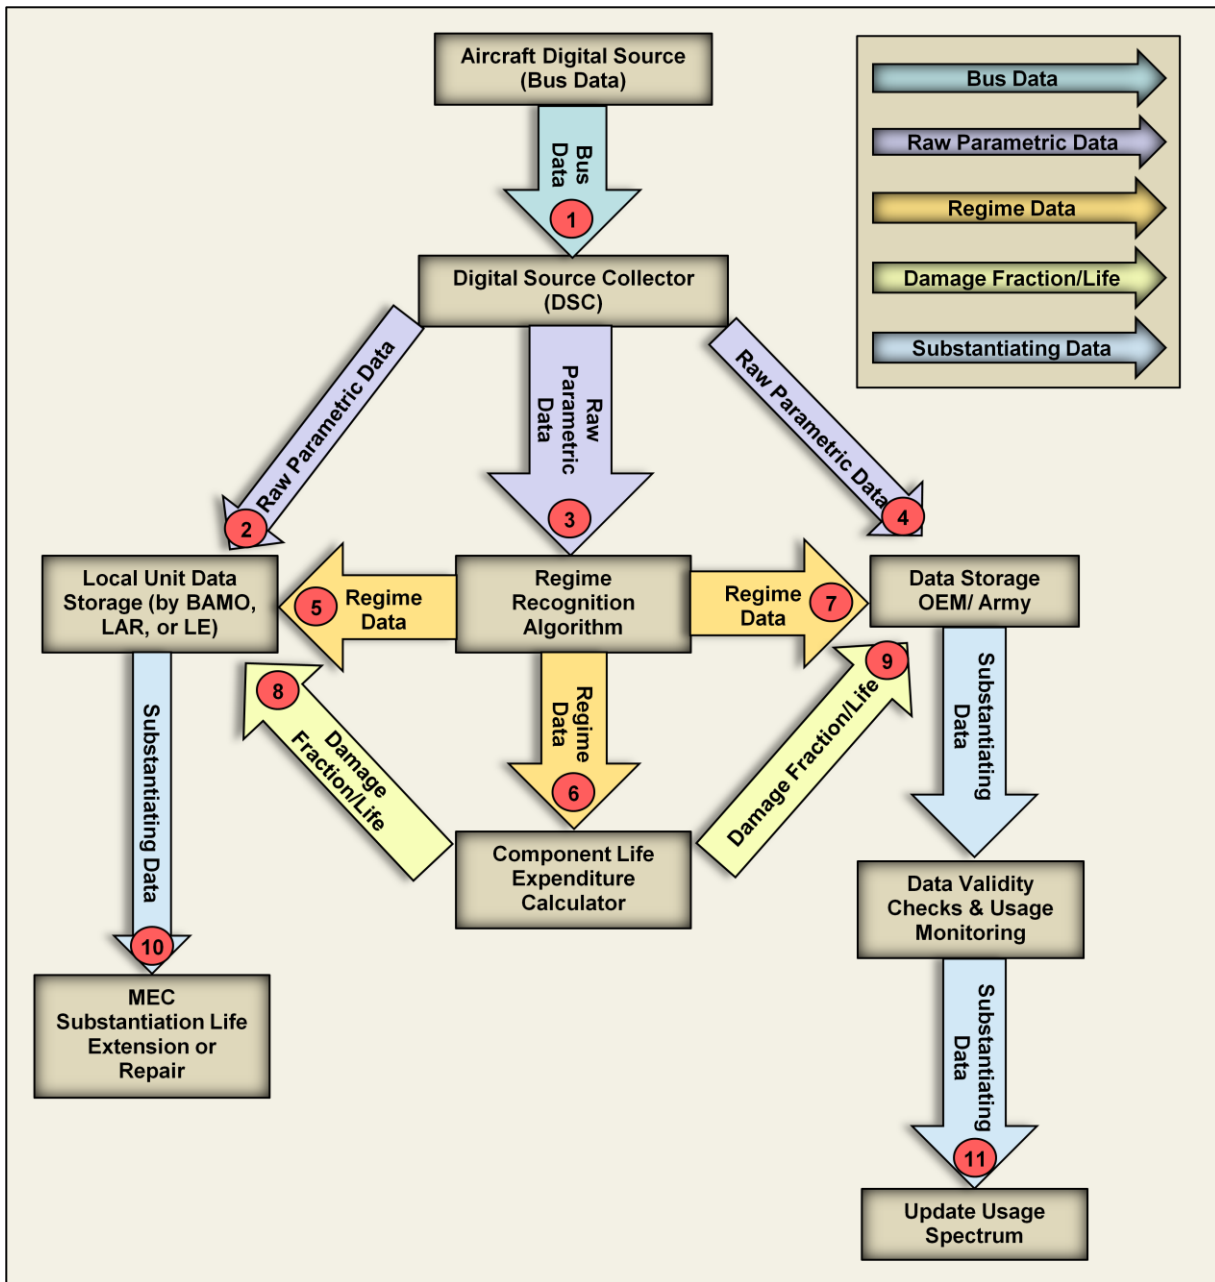 Aircraft Digital Source
(Bus Data)
Bus Data
Raw Parametric Data
Regime Data
Damage Fraction/Life
Substantiating Data
Bus
Data
1
Digital Source Collector
(DSC)
Raw Parametric Data
2
Raw
Parametric
Data
3
Raw Parametric Data
4
Local Unit Data
Storage (by BAMO,
LAR, or LE)
5
Regime
Data
Regime
Recognition
Algorithm
Regime
Data
7
Data Storage
OEM/ Army
8
Damage
Fraction/Life
Regime
Data
6
Damage Fraction/Life
9
Substantiating
Data
Substantiating Data
10
Component Life
Expenditure
Calculator
Data Validity
Checks & Usage
Monitoring
MEC
Substantiation Life
Extension or
Repair
Substantiating
Data
11
Update Usage
Spectrum